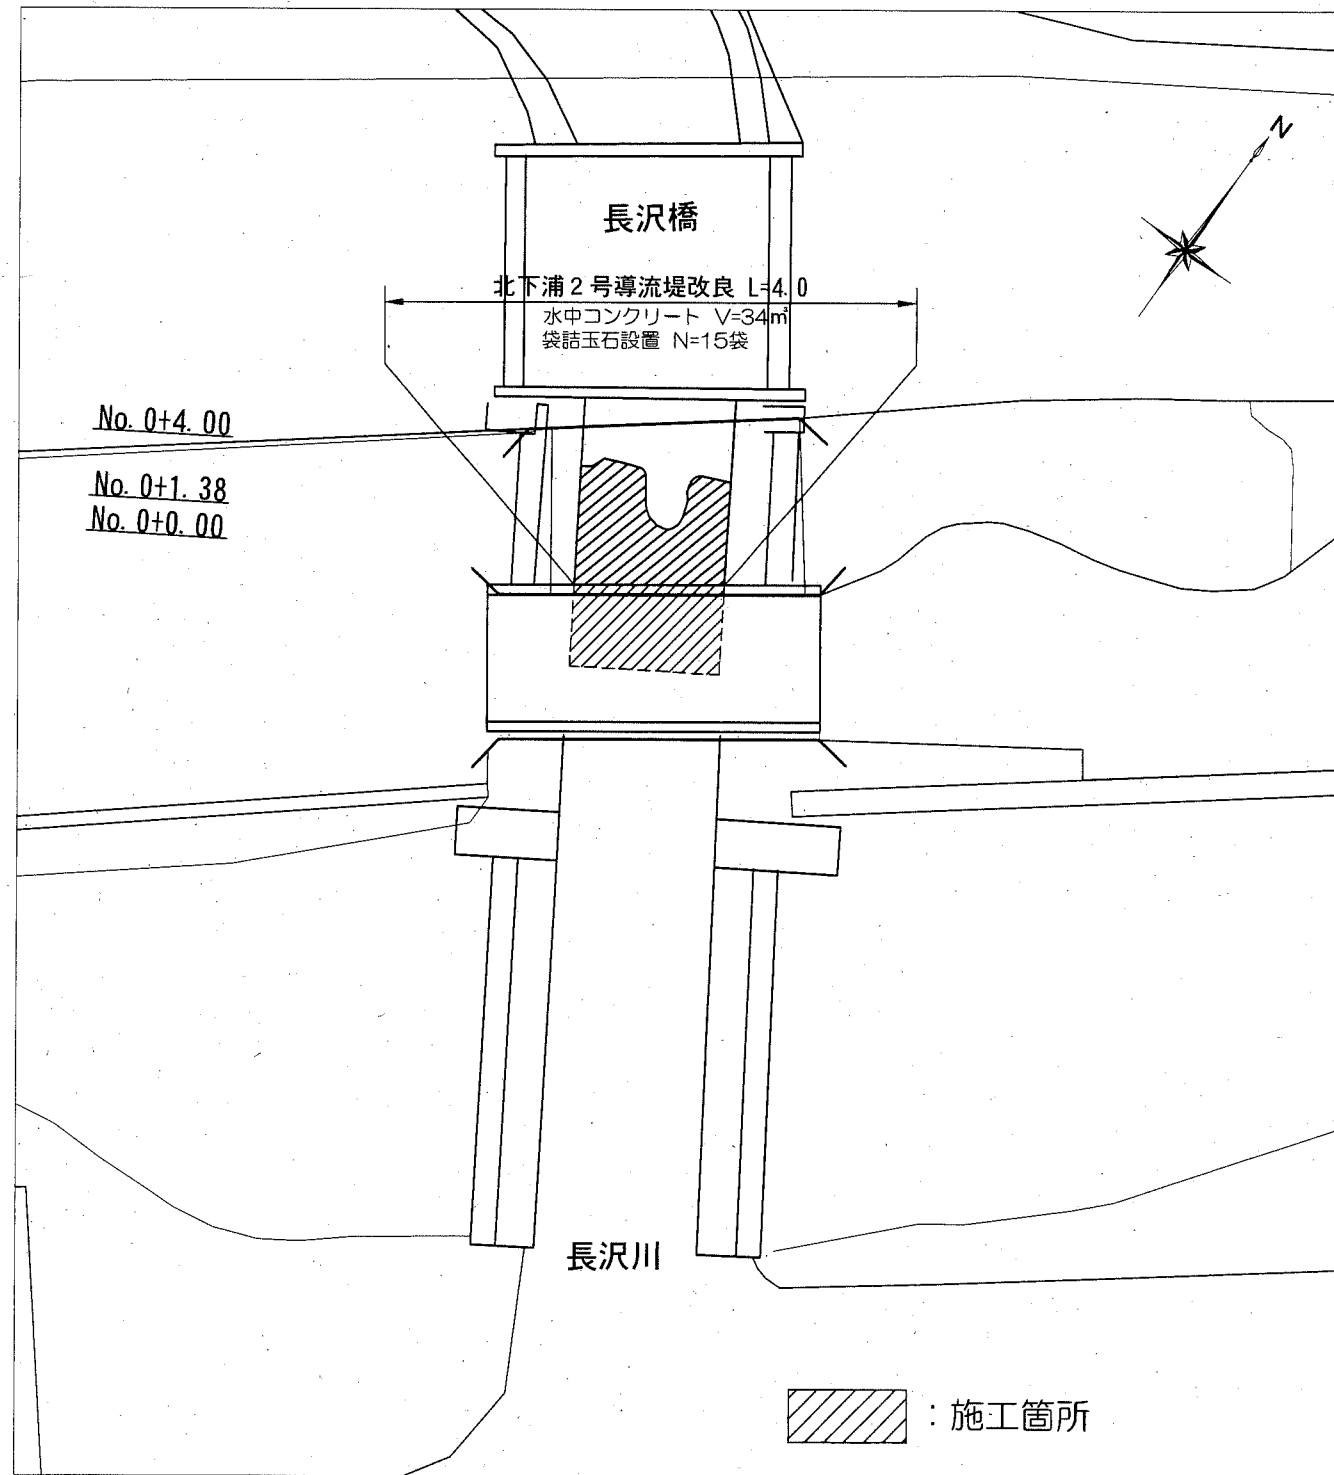 N
長沢橋
北下浦2号導流堤改良 L=4.0
水中コンクリート V=34㎥
袋詰玉石設置 N=15袋
No. 0+4.00
No. 0+1.38
No. 0+0.00
長沢川
：施工箇所